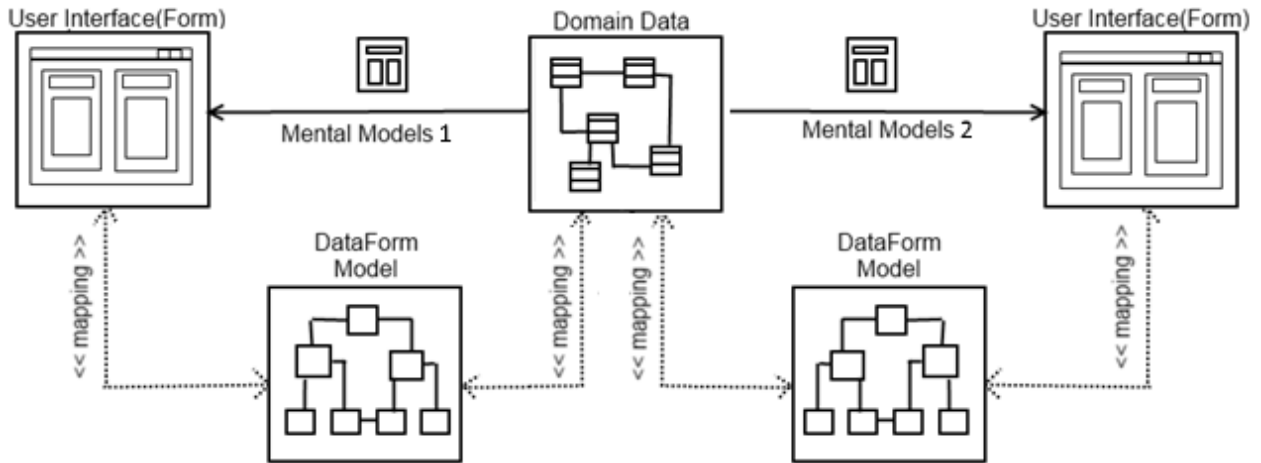 User Interface(Form)
Domain Data
User Interface(Form)
Mental Models 1
Mental Models 2
<< mapping >>
DataForm
Model
<< mapping >>
<< mapping >>
DataForm
Model
<< mapping >>